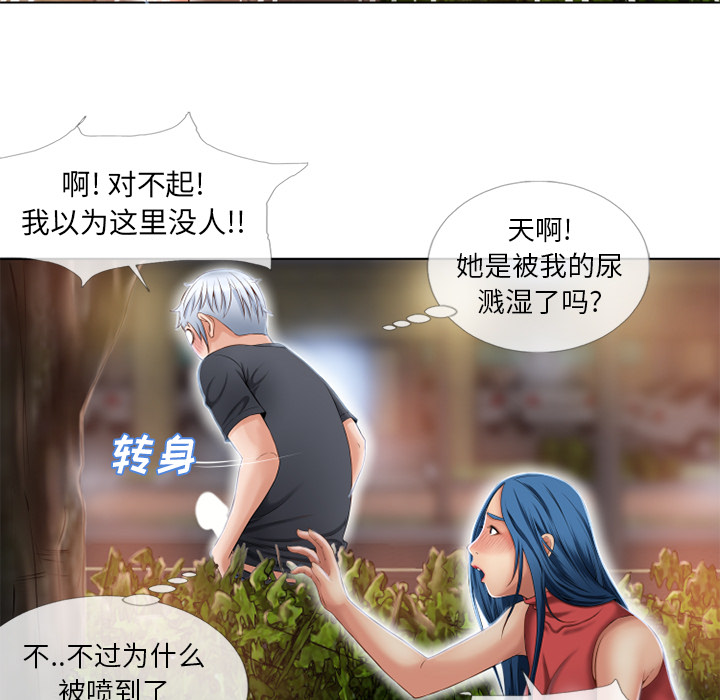 啊! 对不起!
我以为这里没人!!
天啊!
她是被我的尿
溅湿了吗?
转身
不..不过为什么
被喷到了